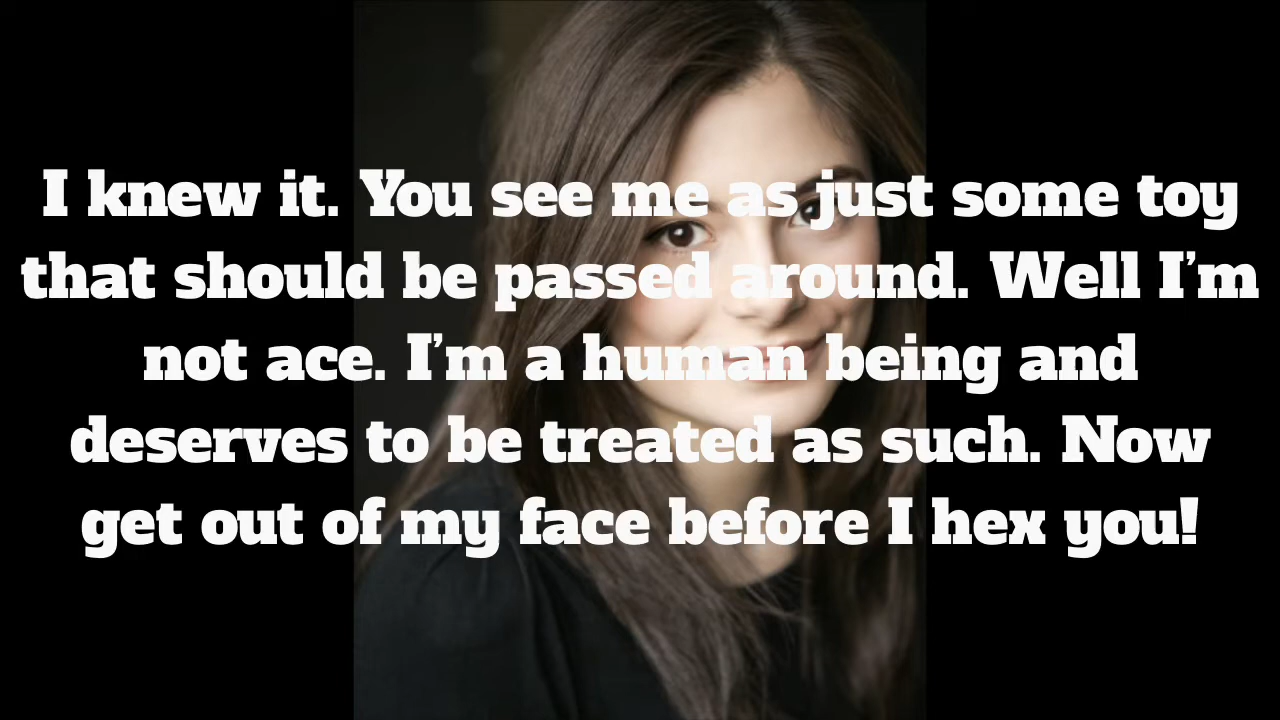 I knew it. You see me as just some toy
that should be passed around. Well I'm
not ace. I'm a human being and
deserves to be treated as such. Now
get out of my face before I hex you!